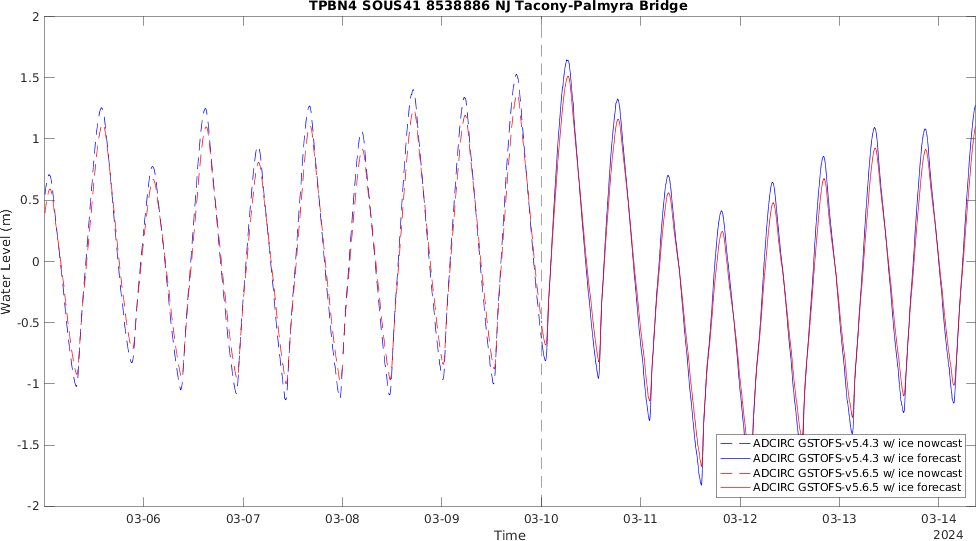 TPBN4 SOUS41 8538886 NJ Tacony-Palmyra Bridge
2
1.5
1
0.5
0
-0.5
-1
-1.5
-2
Water Level (m)
03-06 03-07 03-08 03-09 03-10 03-11 03-12 03-13 03-14
2024
Time
ADCIRC GSTOFS-v5.4.3 w/ ice nowcast
ADCIRC GSTOFS-v5.4.3 w/ ice forecast
ADCIRC GSTOFS-v5.6.5 w/ ice nowcast
ADCIRC GSTOFS-v5.6.5 w/ ice forecast